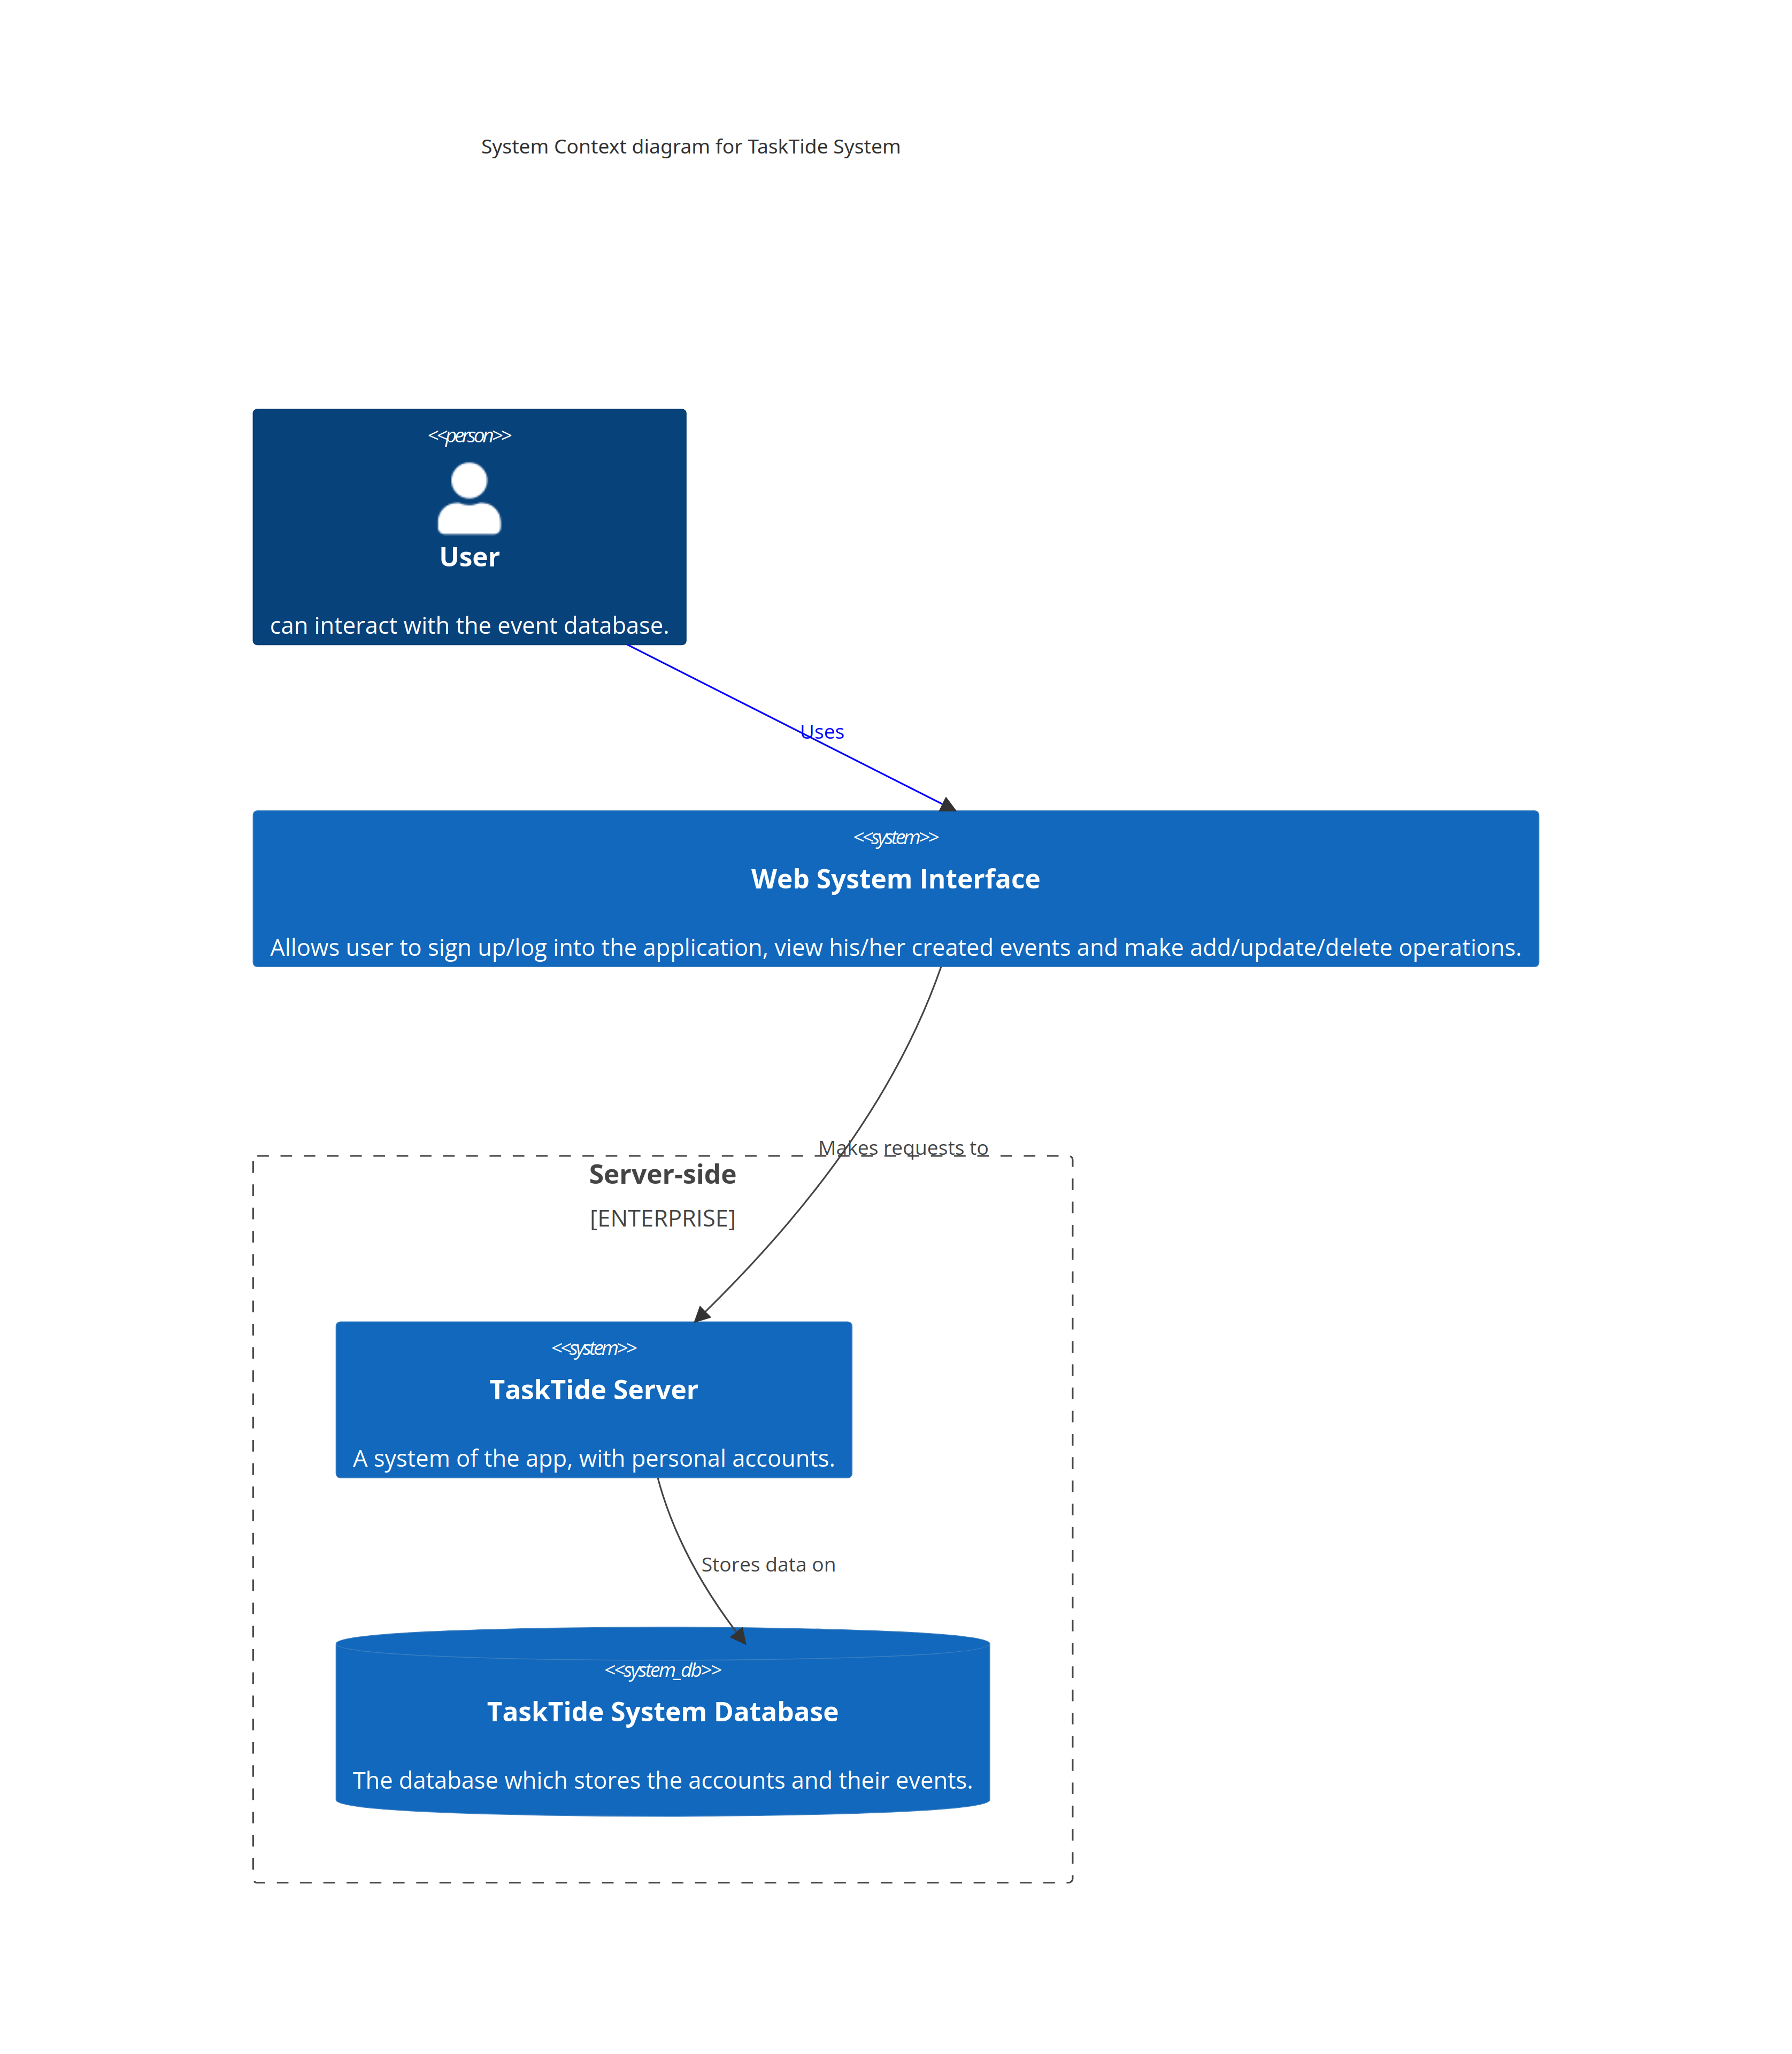 System Context diagram for TaskTide System
<<person>>
User
can interact with the event database.
Uses
<<system>>
Web System Interface
Allows user to sign up/log into the application, view his/her created events and make add/update/delete operations.
Makes requests to
Server-side
[ENTERPRISE]
<<system>>
TaskTide Server
A system of the app, with personal accounts.
Stores data on
<<system_db>>
TaskTide System Database
The database which stores the accounts and their events.